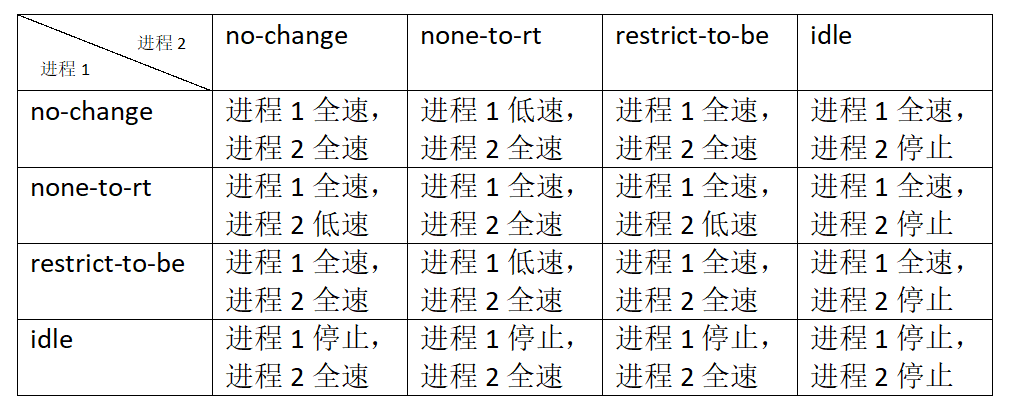 进程 2
进程 1
no-change
none-to-rt
restrict-to-be
idle
no-change
进程 1 全速，
进程 2 全速
进程 1 低速，
进程 2 全速
进程 1 全速，
进程 2 全速
进程 1 全速，
进程 2 停止
none-to-rt
进程 1 全速，
进程 2 低速
进程 1 全速，
进程 2 全速
进程 1 全速，
进程 2 低速
进程 1 全速，
进程 2 停止
restrict-to-be
进程 1 全速，
进程 2 全速
进程 1 低速，
进程 2 全速
进程 1 全速，
进程 2 全速
进程 1 全速，
进程 2 停止
idle
进程 1 停止，
进程 2 全速
进程 1 停止，
进程 2 全速
进程 1 停止，
进程 2 全速
进程 1 停止，
进程 2 停止